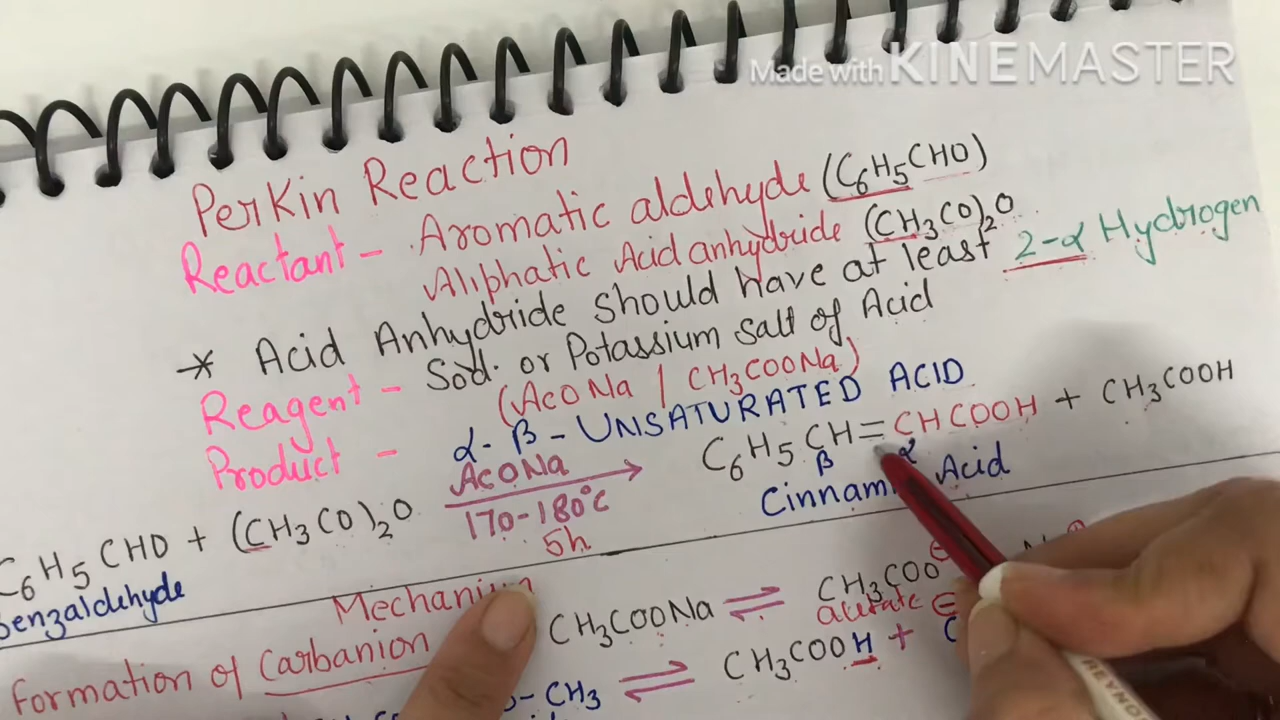 Made with KINEMASTER
Perkin Reaction
Reactant - Aromatic aldehyde (C6H5CHO)
Aliphatic Acid anhydride (CH3CO)2O
* Acid Anhydride should have at least 2-α Hydrogen
Reagent - Sod. or Potassium salt of Acid
(AcONa / CH3COONa)
Product - α-β-UNSATURATED ACID
C6H5CHO + (CH3CO)2O AcONa 170-180°C 5h C6H5CH=CHCOOH + CH3COOH
β α
Benzaldehyde Acid
Mechanism
CH3COONa ⇌ CH3COO⊖
acetate ⊖
Formation of Carbanion
-CH3 ⇌ CH3COOH +
REYNO